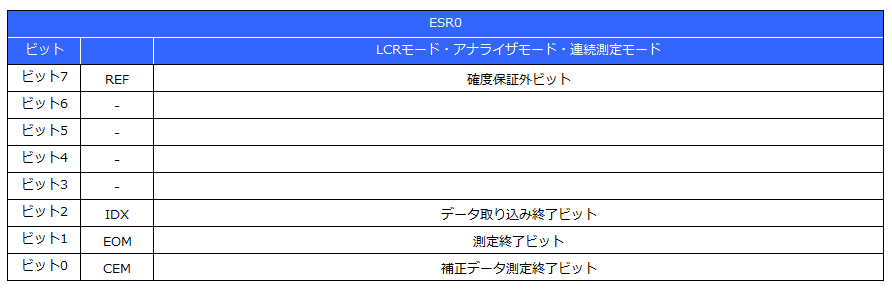 ESR0
ビット LCRモード・アナライザモード・連続測定モード
ビット7 REF 確度保証外ビット
ビット6 -
ビット5 -
ビット4 -
ビット3 -
ビット2 IDX データ取り込み終了ビット
ビット1 EOM 測定終了ビット
ビット0 CEM 補正データ測定終了ビット